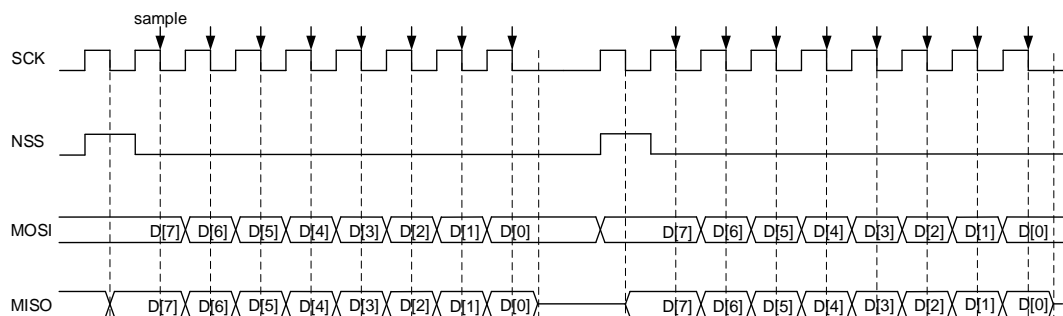 sample
SCK
NSS
MOSI D[7] D[6] D[5] D[4] D[3] D[2] D[1] D[0] D[7] D[6] D[5] D[4] D[3] D[2] D[1] D[0]
MISO D[7] D[6] D[5] D[4] D[3] D[2] D[1] D[0] D[7] D[6] D[5] D[4] D[3] D[2] D[1] D[0]